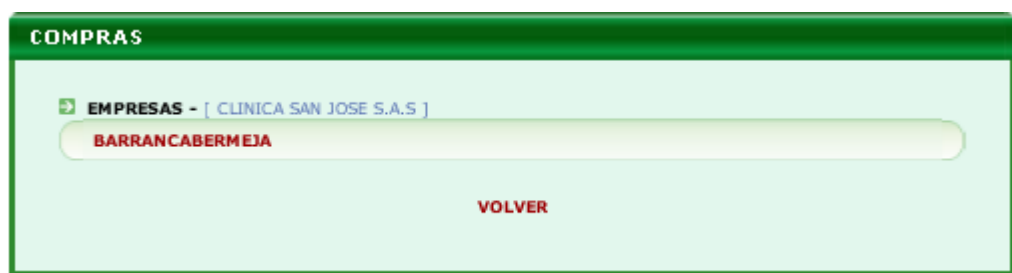 COMPRAS
EMPRESAS - [ CLINICA SAN JOSE S.A.S ]
BARRANCABERMEJA
VOLVER